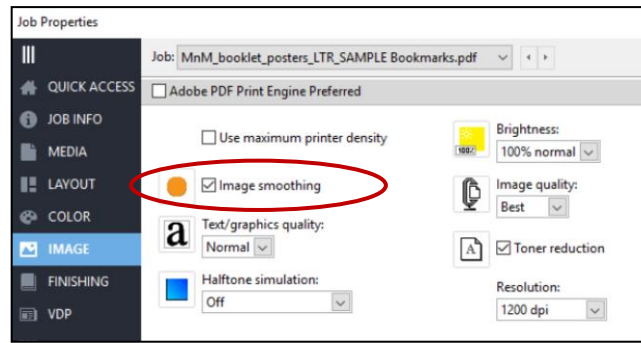 Job Properties
Job: MnM_booklet_posters_LTR_SAMPLE Bookmarks.pdf
QUICK ACCESS
JOB INFO
MEDIA
LAYOUT
COLOR
IMAGE
FINISHING
VDP
Adobe PDF Print Engine Preferred
Use maximum printer density
Image smoothing
a
Text/graphics quality:
Normal
Halftone simulation:
Off
100%
Brightness:
100% normal
Image quality:
Best
A
Toner reduction
Resolution:
1200 dpi